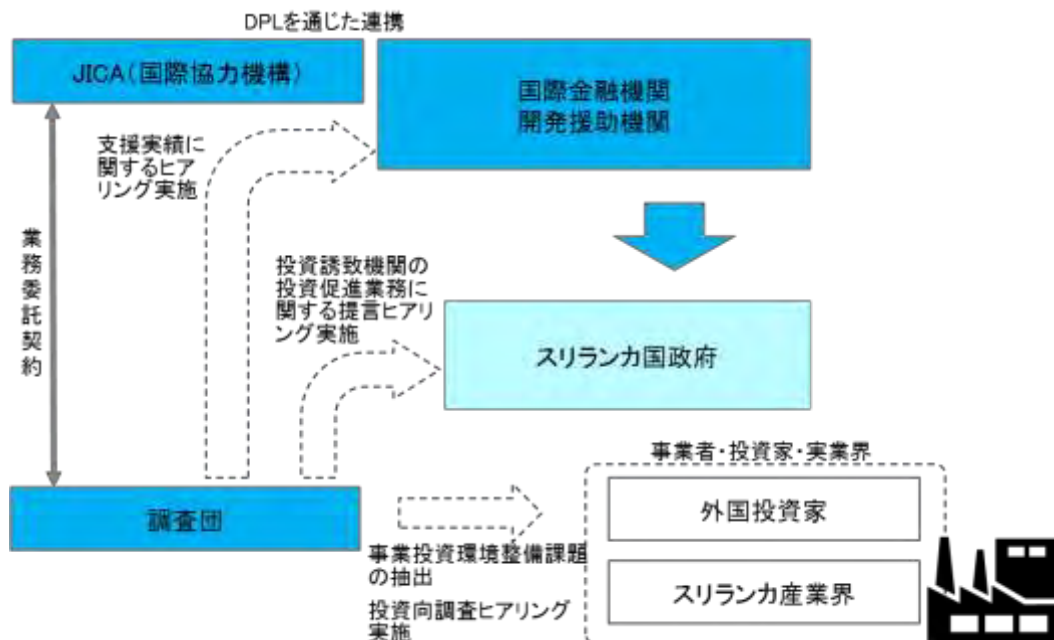 DPLを通じた連携
JICA(国際協力機構)
国際金融機関
開発援助機関
支援実績に
関するヒア
リング実施
業務委託契約
投資誘致機関の
投資促進業務に
関する提言ヒアリ
ング実施
スリランカ国政府
事業者・投資家・実業界
外国投資家
スリランカ産業界
調査団
事業投資環境整備課題
の抽出
投資向調査ヒアリング
実施